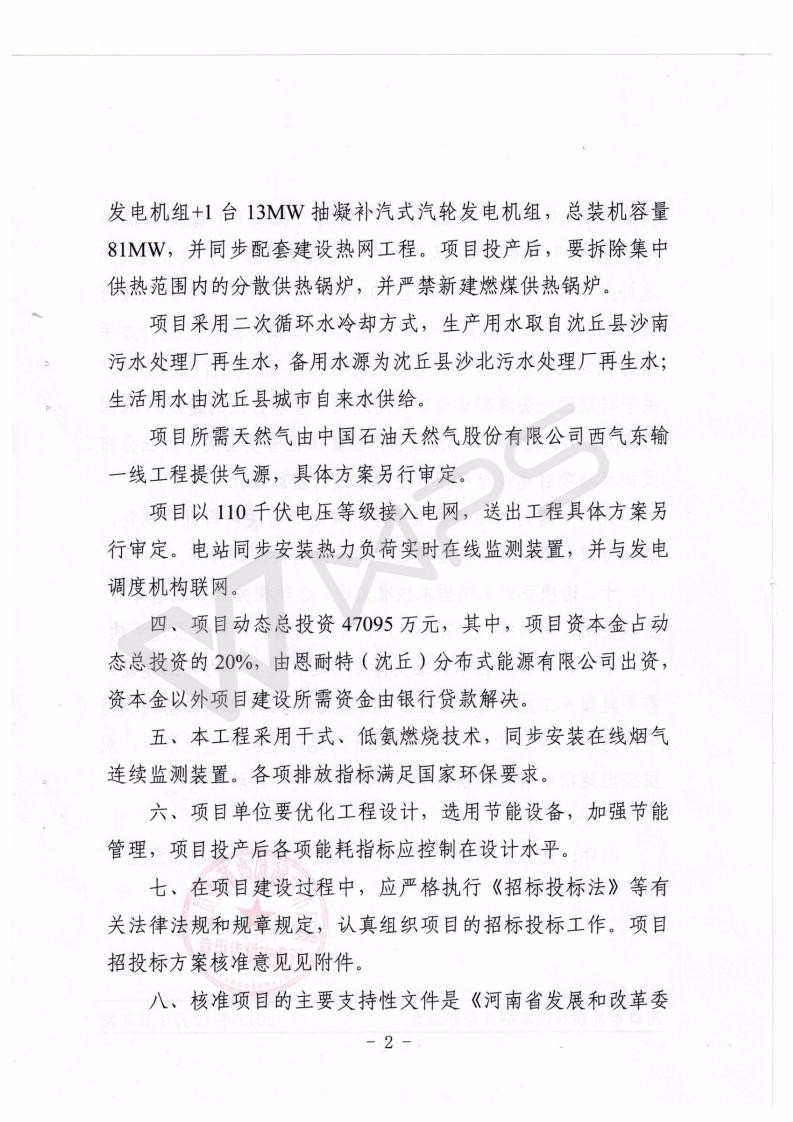 发电机组+1 台 13MW 抽凝补汽式汽轮发电机组，总装机容量
81MW，并同步配套建设热网工程。项目投产后，要拆除集中
供热范围内的分散供热锅炉，并严禁新建燃煤供热锅炉。
项目采用二次循环水冷却方式，生产用水取自沈丘县沙南
污水处理厂再生水，备用水源为沈丘县沙北污水处理厂再生水；
生活用水由沈丘县城市自来水供给。
项目所需天然气由中国石油天然气股份有限公司西气东输
一线工程提供气源，具体方案另行审定。
项目以 110 千伏电压等级接入电网，送出工程具体方案另
行审定。电站同步安装热力负荷实时在线监测装置，并与发电
调度机构联网。
四、项目动态总投资 47095 万元，其中，项目资本金占动
态总投资的 20%，由恩耐特（沈丘）分布式能源有限公司出资，
资本金以外项目建设所需资金由银行贷款解决。
五、本工程采用干式、低氮燃烧技术，同步安装在线烟气
连续监测装置。各项排放指标满足国家环保要求。
六、项目单位要优化工程设计，选用节能设备，加强节能
管理，项目投产后各项能耗指标应控制在设计水平。
七、在项目建设过程中，应严格执行《招标投标法》等有
关法律法规和规章规定，认真组织项目的招标投标工作。项目
招投标方案核准意见见附件。
八、核准项目的主要支持性文件是《河南省发展和改革委
- 2 -
WPS